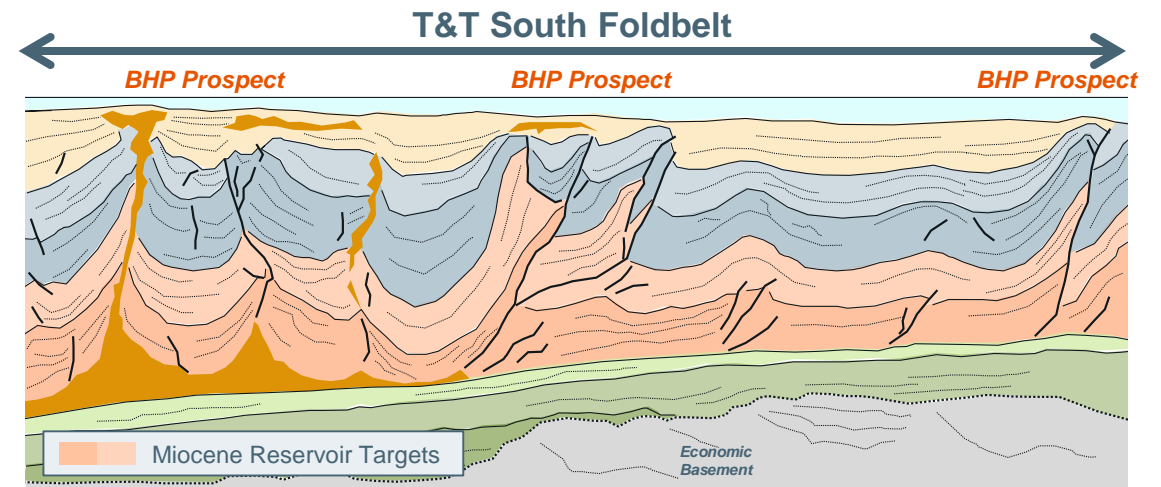 T&T South Foldbelt
BHP Prospect
BHP Prospect
BHP Prospect
Economic
Basement
Miocene Reservoir Targets